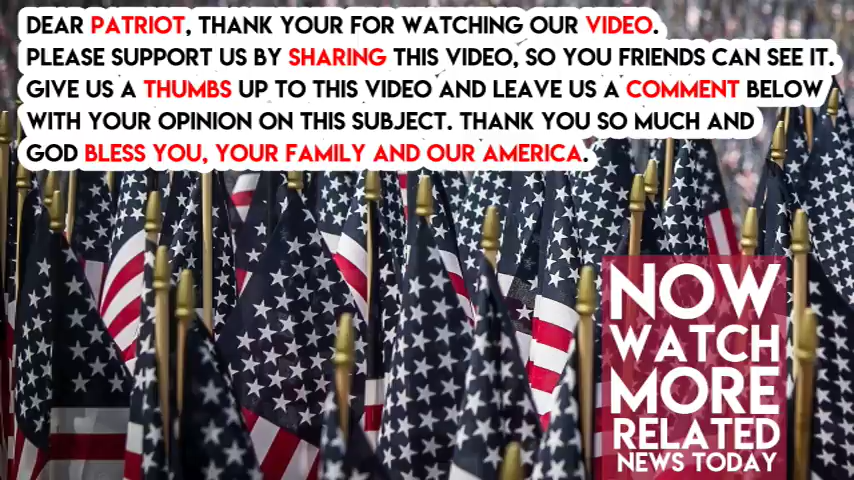 DEAR PATRIOT, THANK YOUR FOR WATCHING OUR VIDEO.
PLEASE SUPPORT US BY SHARING THIS VIDEO, SO YOU FRIENDS CAN SEE IT.
GIVE US A THUMBS UP TO THIS VIDEO AND LEAVE US A COMMENT BELOW
WITH YOUR OPINION ON THIS SUBJECT. THANK YOU SO MUCH AND
GOD BLESS YOU, YOUR FAMILY AND OUR AMERICA.
NOW
WATCH
MORE
RELATED
NEWS TODAY